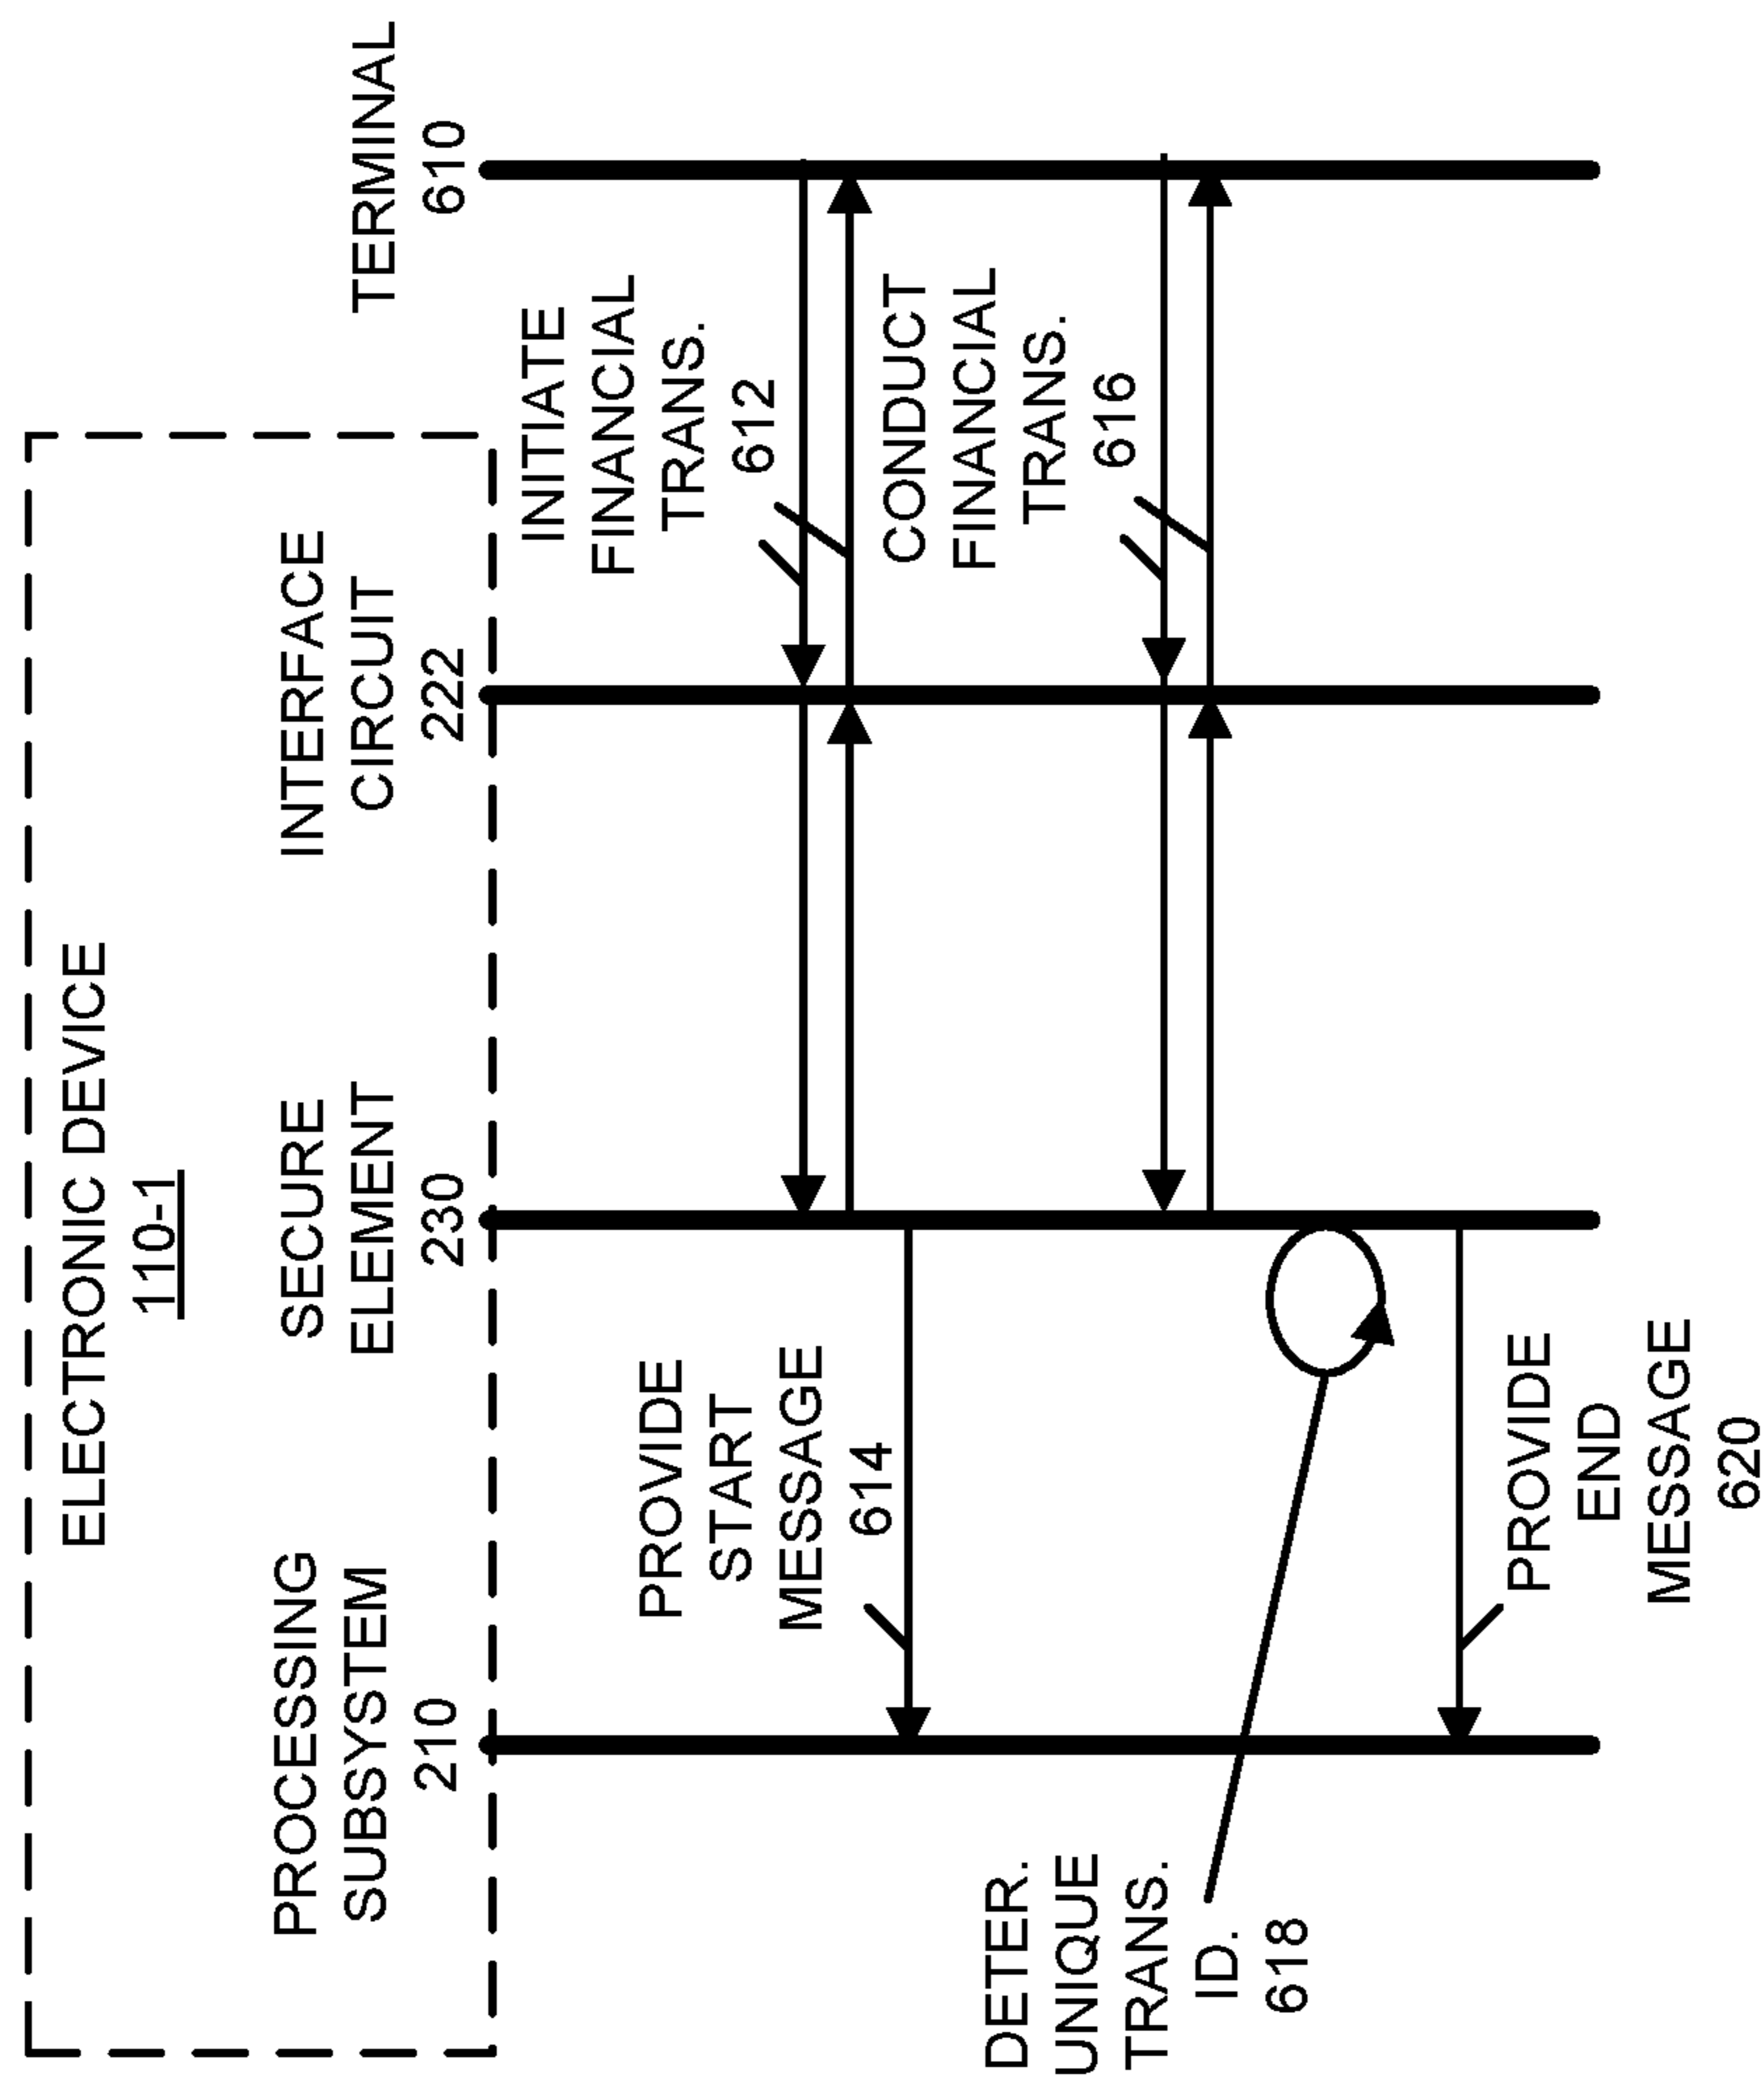 ELECTRONIC DEVICE
110-1
PROCESSING
SUBSYSTEM
210
SECURE
ELEMENT
230
INTERFACE
CIRCUIT
222
TERMINAL
610
INITIATE
FINANCIAL
TRANS.
612
PROVIDE
START
MESSAGE
614
CONDUCT
FINANCIAL
TRANS.
616
DETER.
UNIQUE
TRANS.
ID.
618
PROVIDE
END
MESSAGE
620